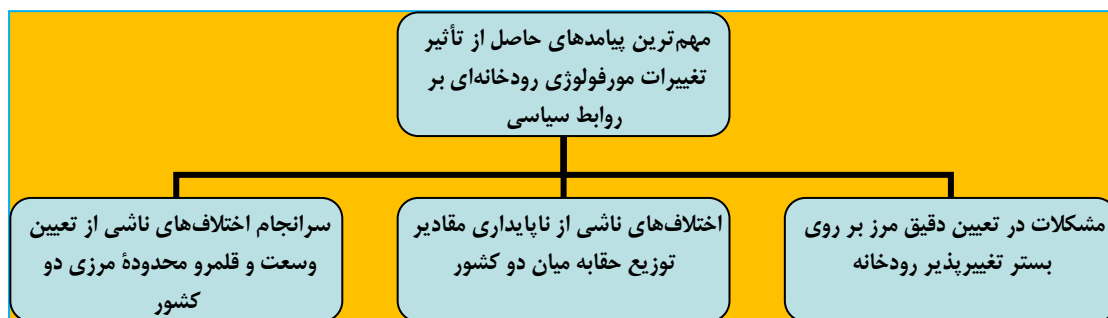 مهم‌ترین پیامدهای حاصل از تأثیر
تغییرات مورفولوژی رودخانه‌ای بر
روابط سیاسی
مشکلات در تعیین دقیق مرز بر روی
بستر تغییرپذیر رودخانه
اختلاف‌های ناشی از ناپایداری مقادیر
توزیع حقابه میان دو کشور
سرانجام اختلاف‌های ناشی از تعیین
وسعت و قلمرو محدودهٔ مرزی دو
کشور